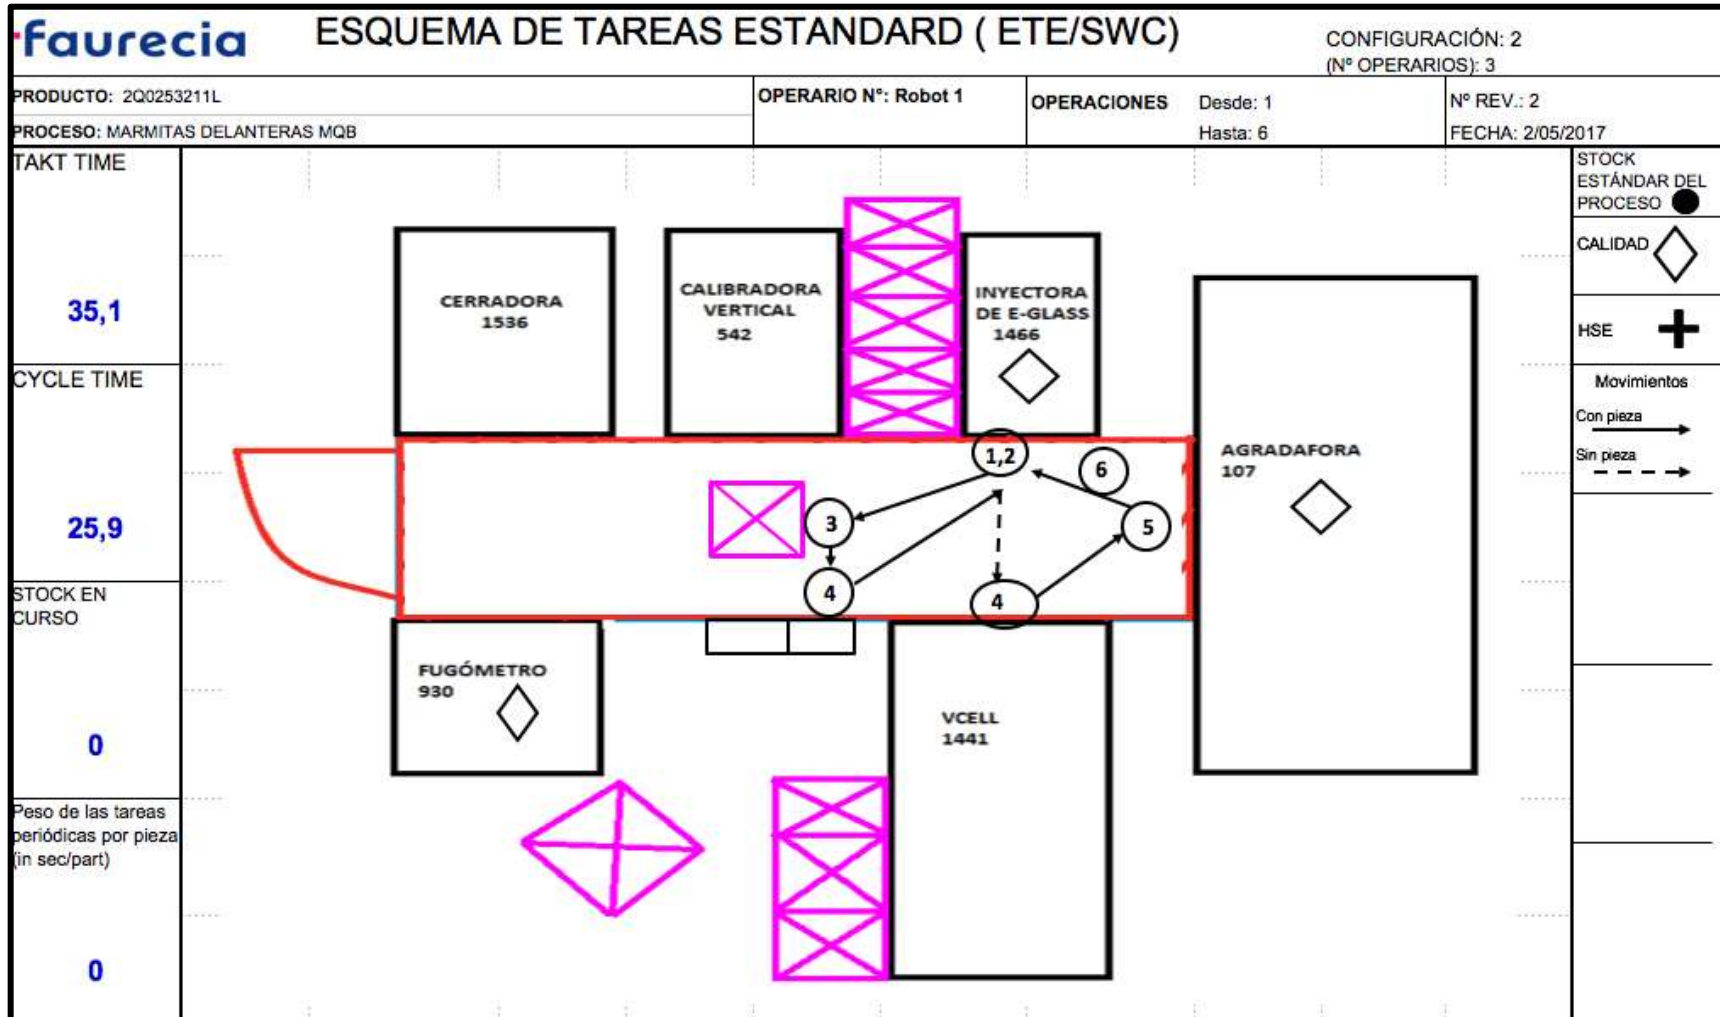 faurecia
ESQUEMA DE TAREAS ESTANDARD ( ETE/SWC)
CONFIGURACIÓN: 2
(Nº OPERARIOS): 3
PRODUCTO: 2Q0253211L
PROCESO: MARMITAS DELANTERAS MQB
OPERARIO Nº: Robot 1
OPERACIONES
Desde: 1
Hasta: 6
Nº REV.: 2
FECHA: 2/05/2017
TAKT TIME
35,1
CYCLE TIME
25,9
STOCK EN
CURSO
0
Peso de las tareas
periódicas por pieza
(in sec/part)
0
CERRADORA
1536
CALIBRADORA
VERTICAL
542
INYECTORA
DE E-GLASS
1466
AGRADAFORA
107
1,2
6
3
5
4
4
FUGÓMETRO
930
VCELL
1441
STOCK
ESTÁNDAR DEL
PROCESO
CALIDAD
HSE
Movimientos
Con pieza
Sin pieza